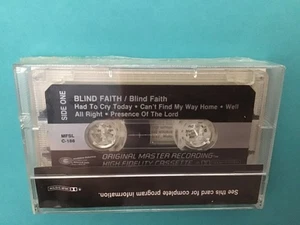 SIDE ONE
BLIND FAITH / Blind Faith
Had To Cry Today • Can't Find My Way Home • Well
All Right • Presence Of The Lord
MFSL
C-186
ORIGINAL MASTER RECORDING
HIGH FIDELITY CASSETTE
See this card for complete program information.